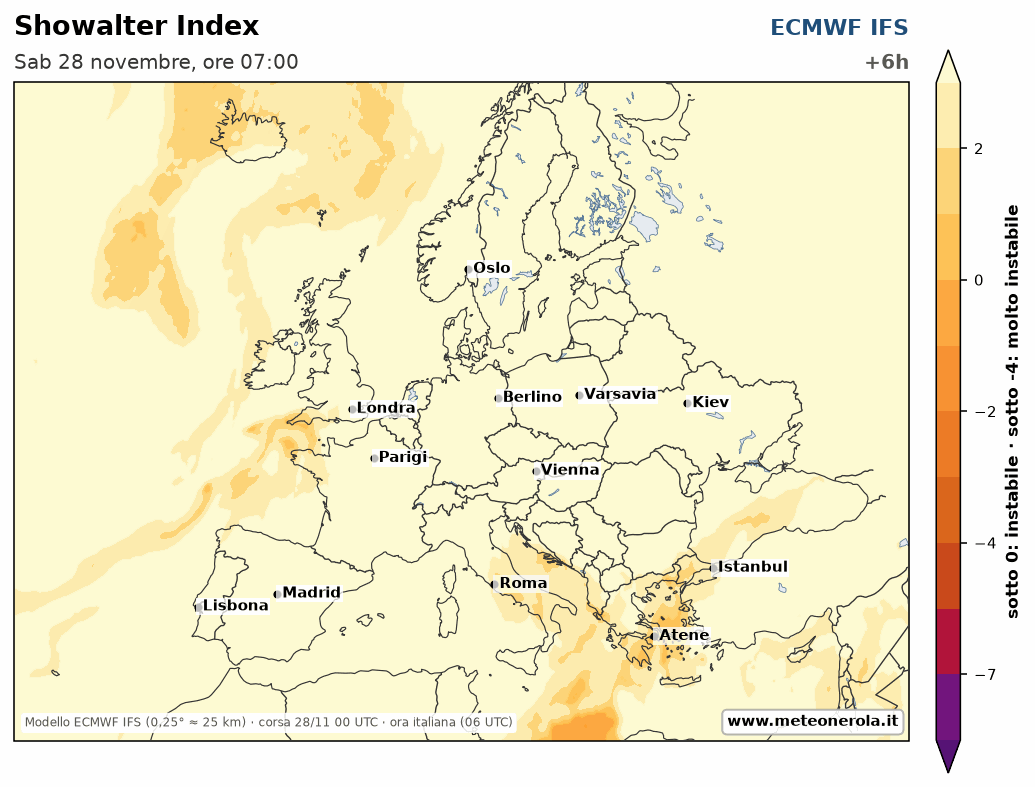 Showalter Index
ECMWF IFS
Sab 28 novembre, ore 07:00
+6h
Oslo
Londra
Berlino
Varsavia
Kiev
Parigi
Vienna
Istanbul
Roma
Madrid
Lisbona
Atene
2
0
−2
−4
−7
sotto 0: instabile · sotto -4: molto instabile
Modello ECMWF IFS (0,25° ≈ 25 km) · corsa 28/11 00 UTC · ora italiana (06 UTC)
www.meteonerola.it